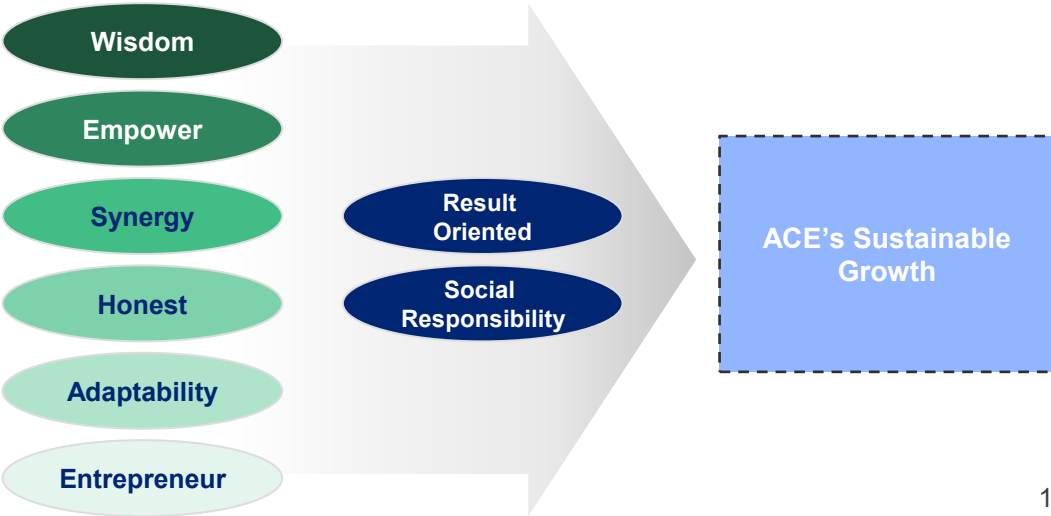 Wisdom
Empower
Synergy
Honest
Adaptability
Entrepreneur
Result
Oriented
Social
Responsibility
ACE's Sustainable
Growth
1